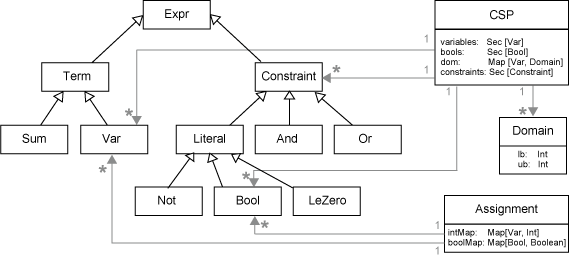 Expr
CSP
variables: Sec [Var]
bools: Sec [Bool]
dom: Map [Var, Domain]
constraints: Sec [Constraint]
1
1
1
1
*
*
*
Term
Constraint
Sum
Var
Literal
And
Or
Domain
lb: Int
ub: Int
*
*
Not
Bool
LeZero
*
Assignment
intMap: Map[Var, Int]
boolMap: Map[Bool, Boolean]
1
1